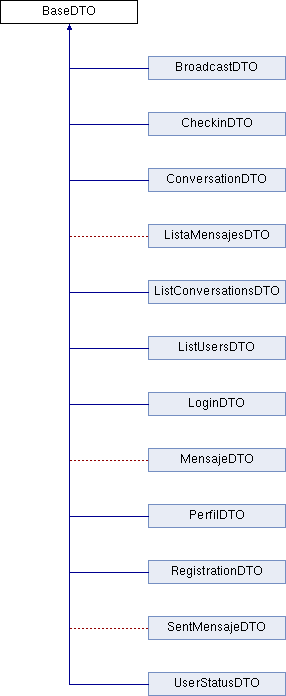 BaseDTO
BroadcastDTO
CheckinDTO
ConversationDTO
ListaMensajesDTO
ListConversationsDTO
ListUsersDTO
LoginDTO
MensajeDTO
PerfilDTO
RegistrationDTO
SentMensajeDTO
UserStatusDTO